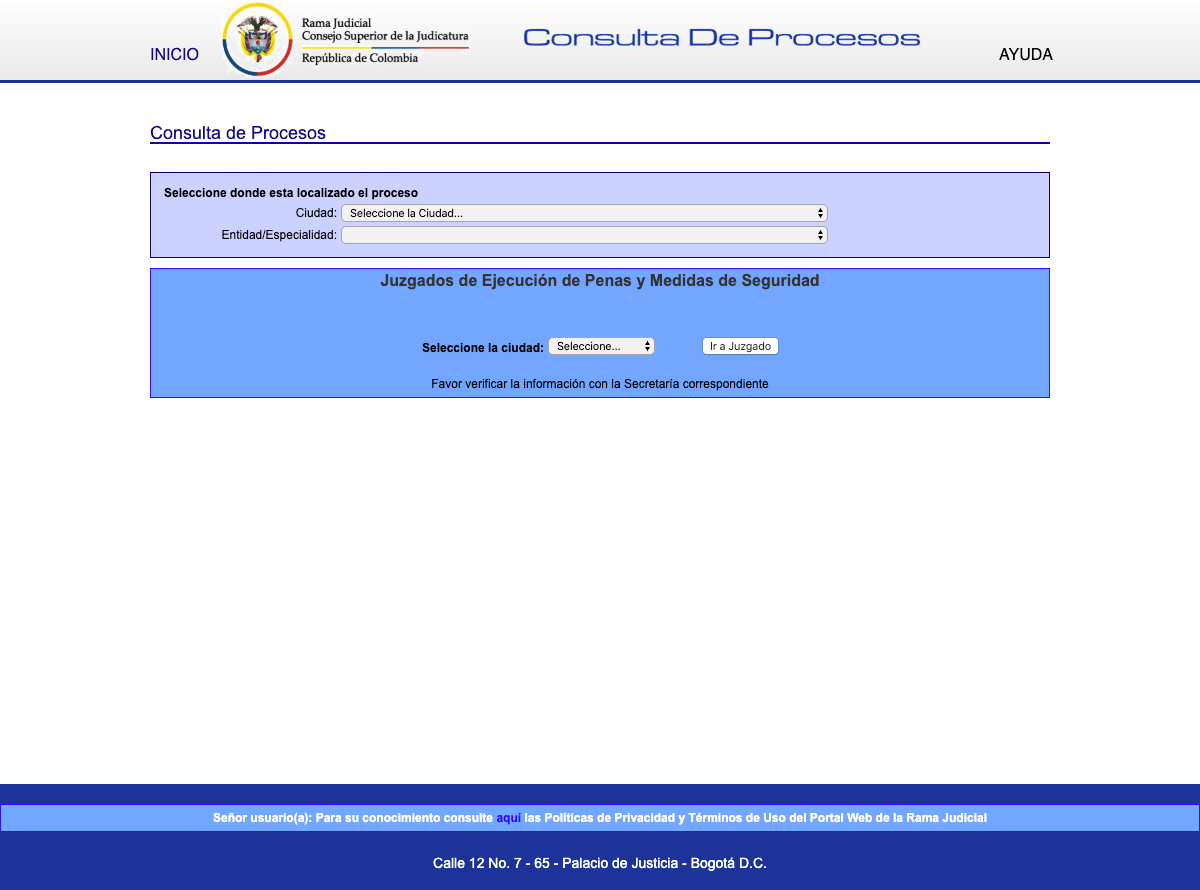 INICIO
Rama Judicial
Consejo Superior de la Judicatura
República de Colombia
Consulta De Procesos
AYUDA
Consulta de Procesos
Seleccione donde esta localizado el proceso
Ciudad: Seleccione la Ciudad...
Entidad/Especialidad:
Juzgados de Ejecución de Penas y Medidas de Seguridad
Seleccione la ciudad: Seleccione... Ir a Juzgado
Favor verificar la información con la Secretaría correspondiente
Señor usuario(a): Para su conocimiento consulte aquí las Políticas de Privacidad y Términos de Uso del Portal Web de la Rama Judicial
Calle 12 No. 7 - 65 - Palacio de Justicia - Bogotá D.C.